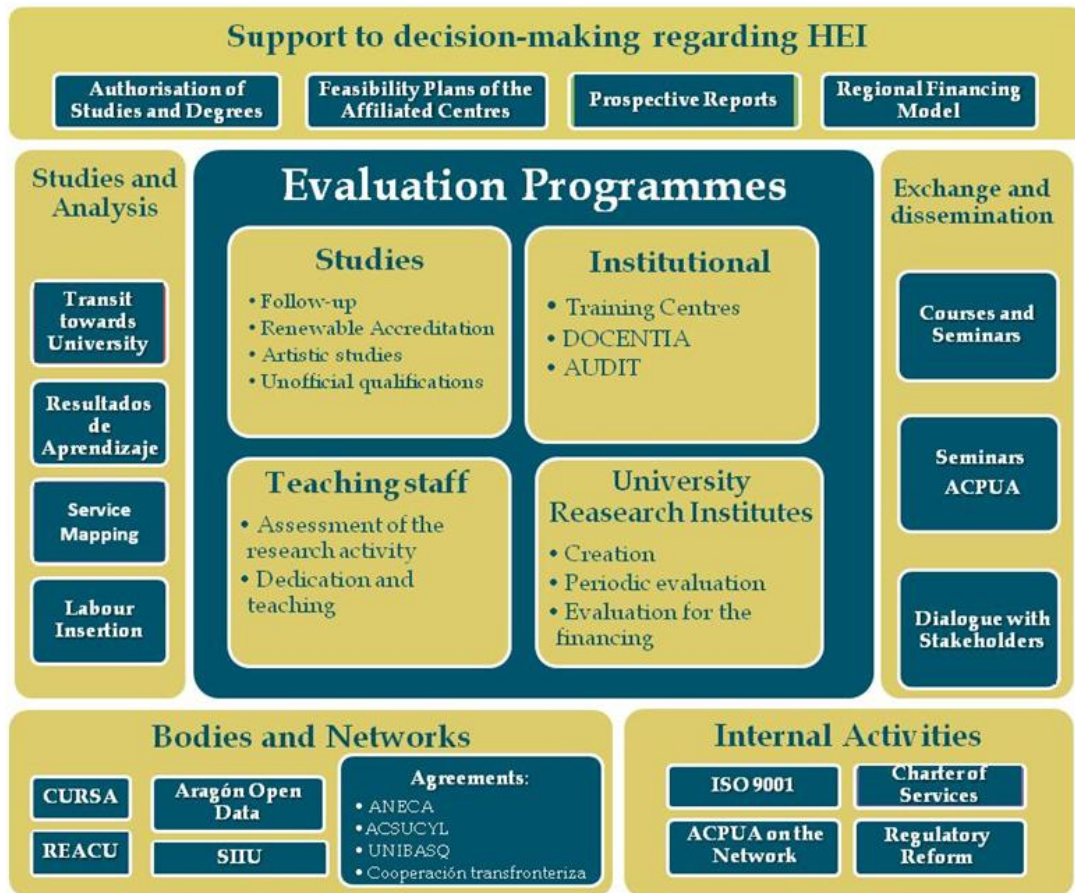 Support to decision-making regarding HEI
Authorisation of
Studies and Degrees
Feasibility Plans of the
Affiliated Centres
Prospective Reports
Regional Financing
Model
Studies and
Analysis
Transit
towards
University
Resultados
de
Aprendizaje
Service
Mapping
Labour
Insertion
Evaluation Programmes
Studies
• Follow-up
• Renewable Accreditation
• Artistic studies
• Unofficial qualifications
Institutional
• Training Centres
• DOCENTIA
• AUDIT
Teaching staff
• Assessment of the
research activity
• Dedication and
teaching
University
Reasearch Institutes
• Creation
• Periodic evaluation
• Evaluation for the
financing
Exchange and
dissemination
Courses and
Seminars
Seminars
ACPUA
Dialogue with
Stakeholders
Bodies and Networks
CURSA
REACU
Aragón Open
Data
SIIU
Agreements:
• ANECA
• ACSUCYL
• UNIBASQ
• Cooperación transfronteriza
Internal Activities
ISO 9001
Charter of
Services
ACPUA on the
Network
Regulatory
Reform